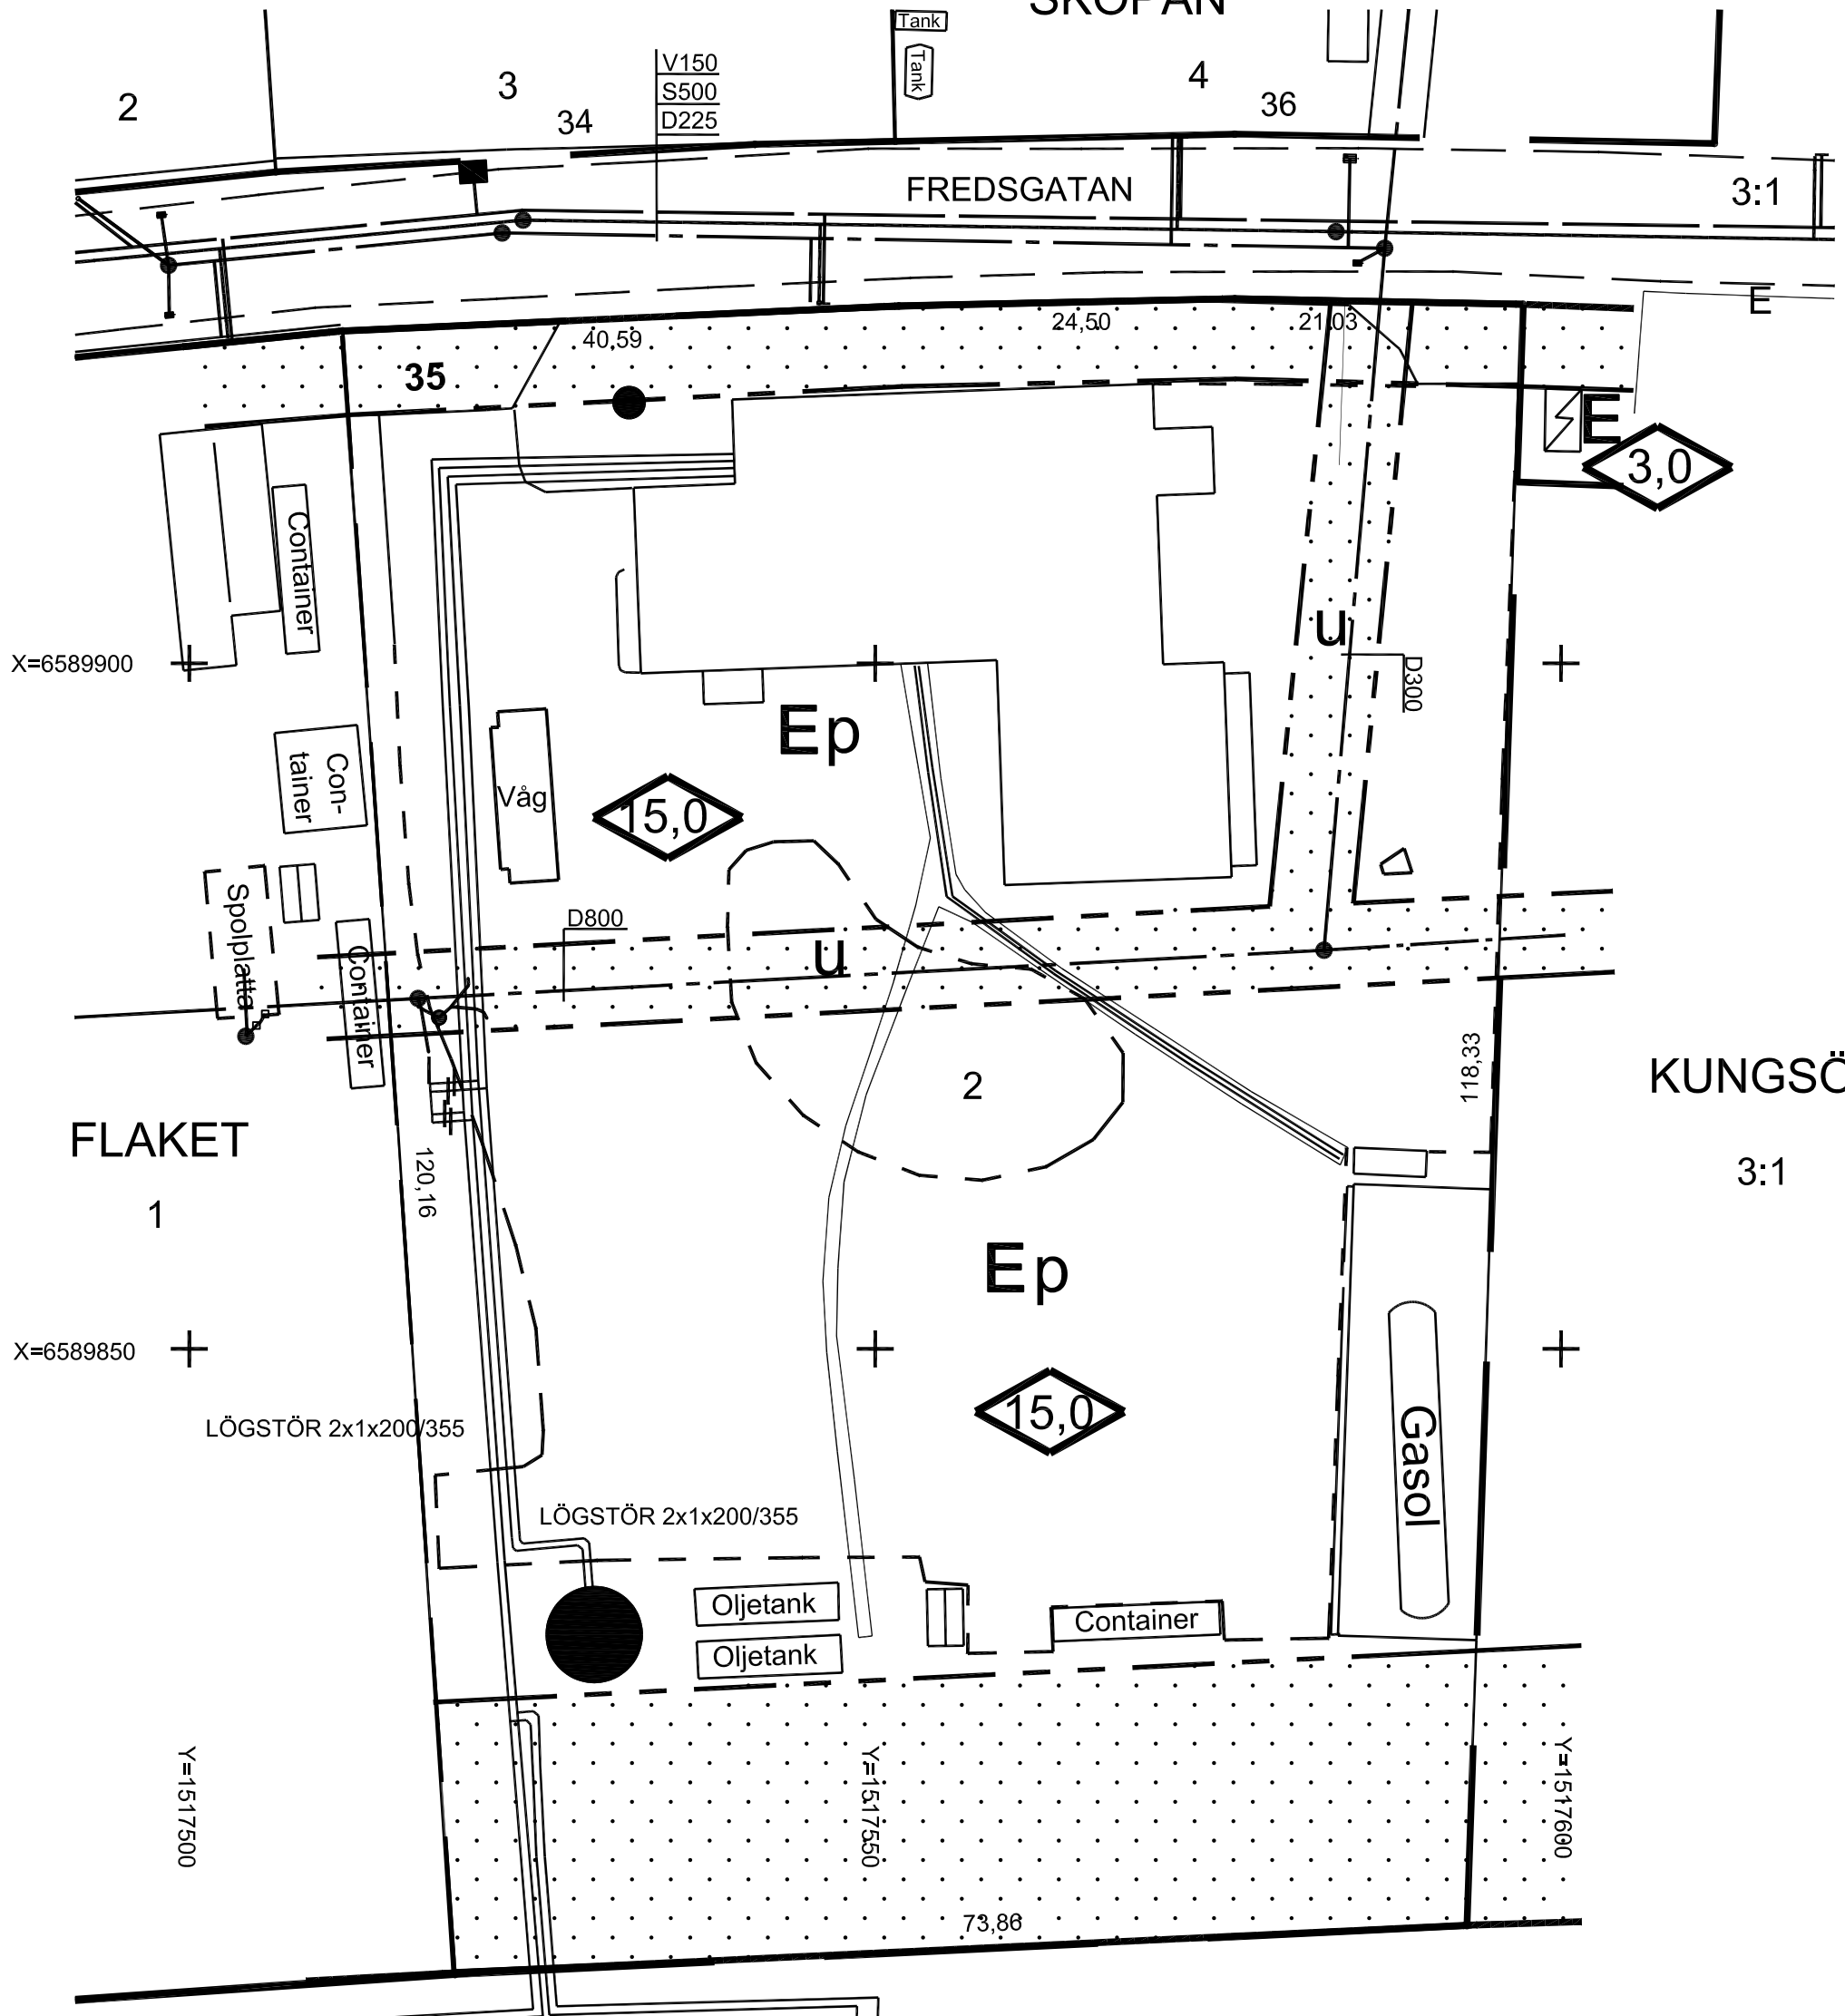 SKOPAN
Tank
Tank
V150
S500
D225
2
3
34
4
36
FREDSGATAN
3:1
E
40,59
24,50
21,03
35
E
3,0
Container
u
X=6589900
D300
Ep
Con-
tainer
Våg
15,0
Spolplatta
D800
u
Container
2
118,33
KUNGSÖ
FLAKET
120,16
3:1
1
Ep
X=6589850
15,0
LÖGSTÖR 2x1x200/355
Gasol
LÖGSTÖR 2x1x200/355
Oljetank
Container
Oljetank
Y=1517500
Y=1517550
Y=1517600
73,86